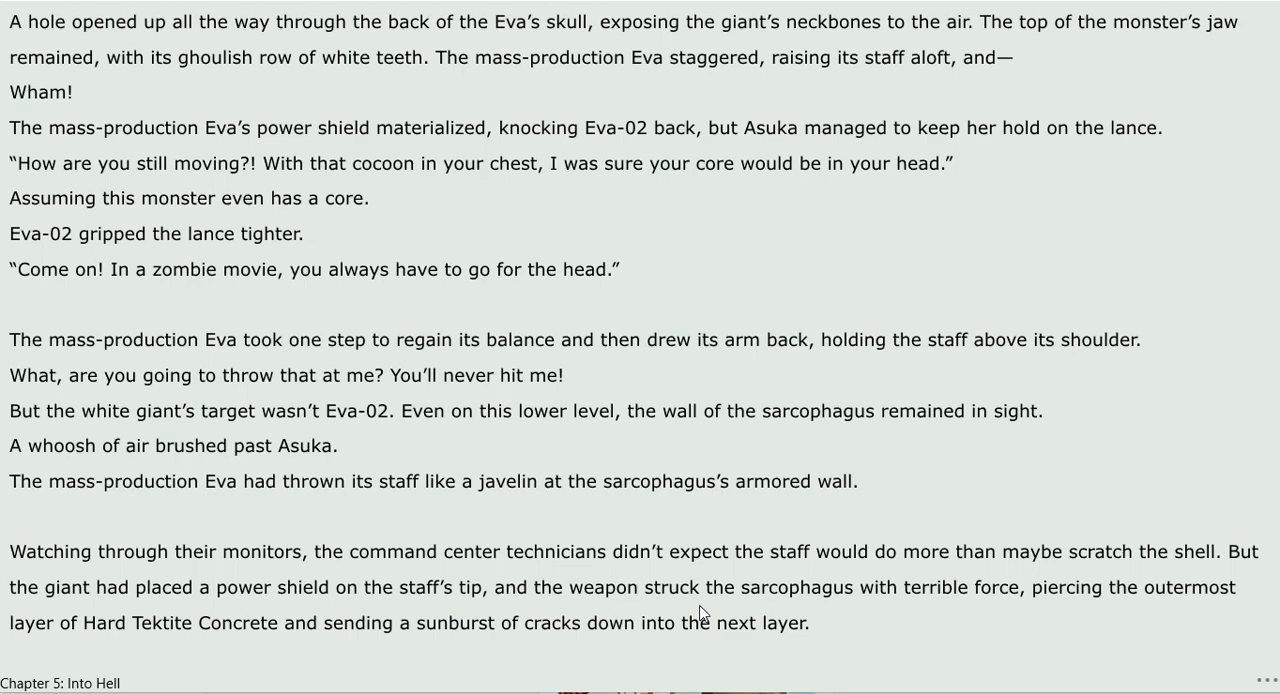 A hole opened up all the way through the back of the Eva’s skull, exposing the giant’s neckbones to the air. The top of the monster’s jaw
remained, with its ghoulish row of white teeth. The mass-production Eva staggered, raising its staff aloft, and—
Wham!
The mass-production Eva’s power shield materialized, knocking Eva-02 back, but Asuka managed to keep her hold on the lance.
“How are you still moving?! With that cocoon in your chest, I was sure your core would be in your head.”
Assuming this monster even has a core.
Eva-02 gripped the lance tighter.
“Come on! In a zombie movie, you always have to go for the head.”
The mass-production Eva took one step to regain its balance and then drew its arm back, holding the staff above its shoulder.
What, are you going to throw that at me? You’ll never hit me!
But the white giant’s target wasn’t Eva-02. Even on this lower level, the wall of the sarcophagus remained in sight.
A whoosh of air brushed past Asuka.
The mass-production Eva had thrown its staff like a javelin at the sarcophagus’s armored wall.
Watching through their monitors, the command center technicians didn’t expect the staff would do more than maybe scratch the shell. But
the giant had placed a power shield on the staff’s tip, and the weapon struck the sarcophagus with terrible force, piercing the outermost
layer of Hard Tektite Concrete and sending a sunburst of cracks down into the next layer.
Chapter 5: Into Hell